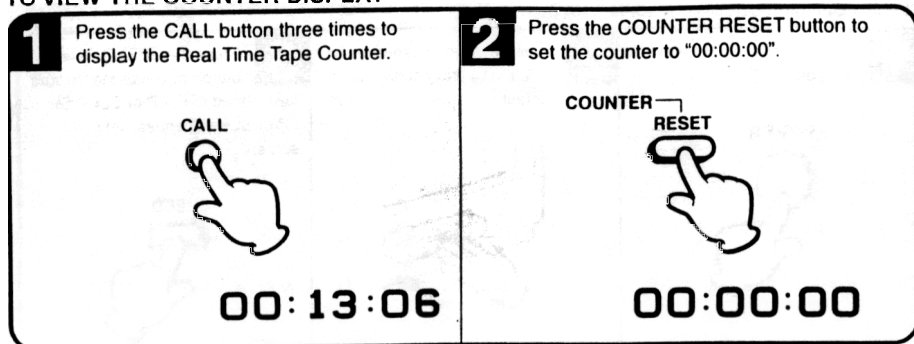 TO VIEW THE COUNTER DISPLAY
1
Press the CALL button three times to
display the Real Time Tape Counter.
CALL
00:13:06
2
Press the COUNTER RESET button to
set the counter to “00:00:00”.
COUNTER
RESET
00:00:00